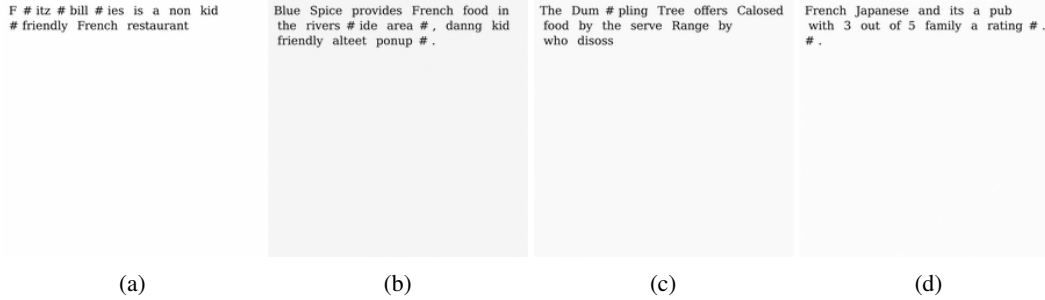 F # itz # bill # ies is a non kid
# friendly French restaurant
(a)
Blue Spice provides French food in
the rivers # ide area # , danng kid
friendly alteet ponup # .
(b)
The Dum # pling Tree offers Calosed
food by the serve Range by
who disoss
(c)
French Japanese and its a pub
with 3 out of 5 family a rating # .
# .
(d)